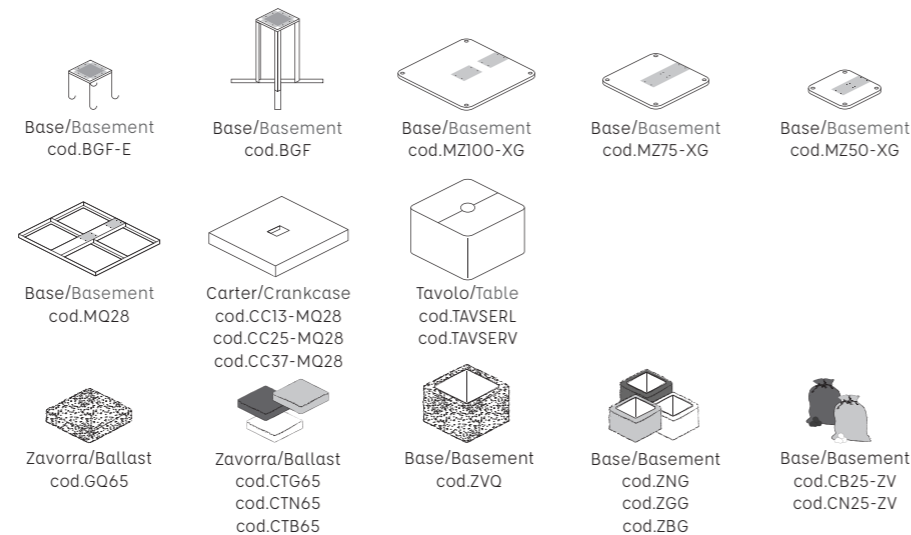 Base/Basement
cod.BGF-E
Base/Basement
cod.BGF
Base/Basement
cod.MZ100-XG
Base/Basement
cod.MZ75-XG
Base/Basement
cod.MZ50-XG
Base/Basement
cod.MQ28
Carter/Crankcase
cod.CC13-MQ28
cod.CC25-MQ28
cod.CC37-MQ28
Tavolo/Table
cod.TAVSERL
cod.TAVSERV
Zavorra/Ballast
cod.GQ65
Zavorra/Ballast
cod.CTG65
cod.CTN65
cod.CTB65
Base/Basement
cod.ZVQ
Base/Basement
cod.ZNG
cod.ZGG
cod.ZBG
Base/Basement
cod.CB25-ZV
cod.CN25-ZV